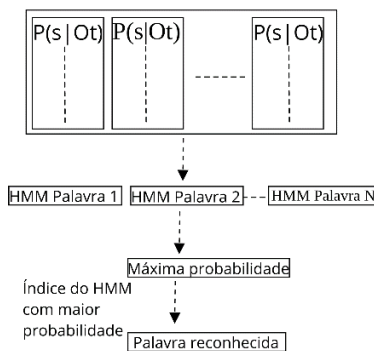 P(s|Ot) P(s|Ot) P(s|Ot)
HMM Palavra 1 HMM Palavra 2 HMM Palavra N
Máxima probabilidade
Índice do HMM
com maior
probabilidade
Palavra reconhecida